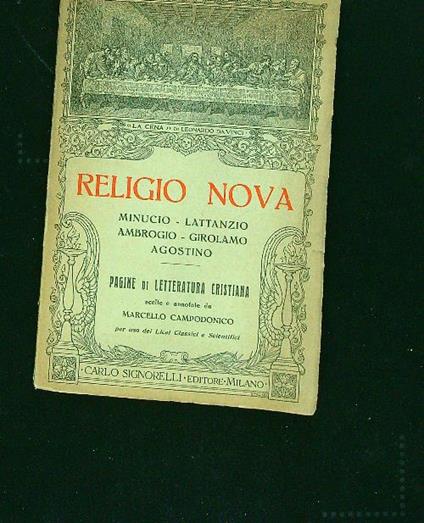 « LA CENA » DI LEONARDO DA VINCI
RELIGIO NOVA
MINUCIO - LATTANZIO
AMBROGIO - GIROLAMO
AGOSTINO
PAGINE DI LETTERATURA CRISTIANA
scelte e annotate da
MARCELLO CAMPODONICO
per uso dei Licei Classici e Scientifici
CARLO SIGNORELLI · EDITORE · MILANO